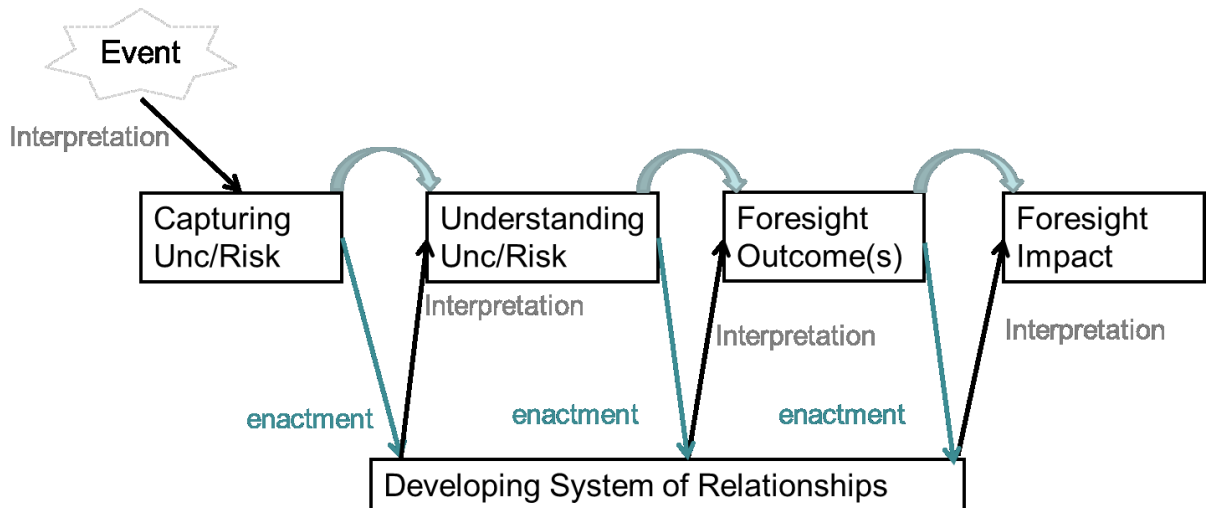 Event
Interpretation
Capturing
Unc/Risk
Understanding
Unc/Risk
Foresight
Outcome(s)
Foresight
Impact
Interpretation
Interpretation
Interpretation
enactment
enactment
enactment
Developing System of Relationships